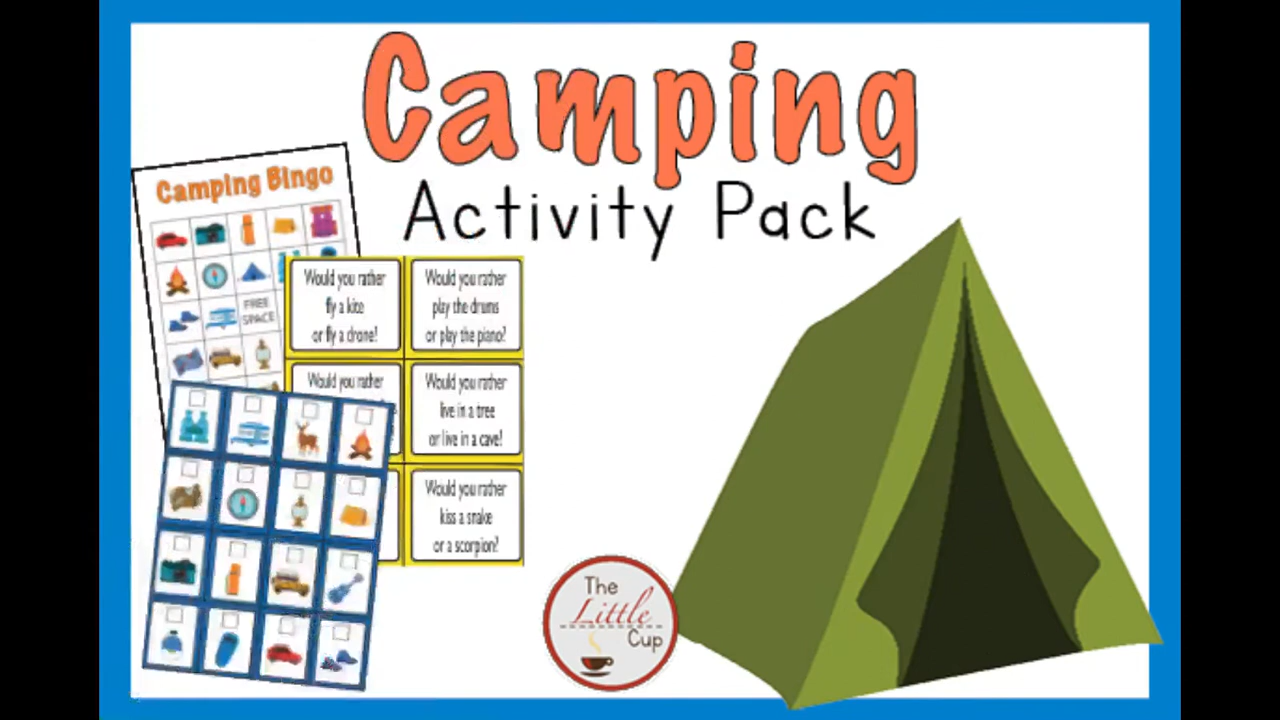 Camping
Activity Pack
Camping Bingo
FREE
SPACE
Would you rather
fly a kite
or fly a drone?
Would you rather
play the drums
or play the piano?
Would you rather
Would you rather
live in a tree
or live in a cave?
Would you rather
kiss a snake
or a scorpion?
The
Little
Cup